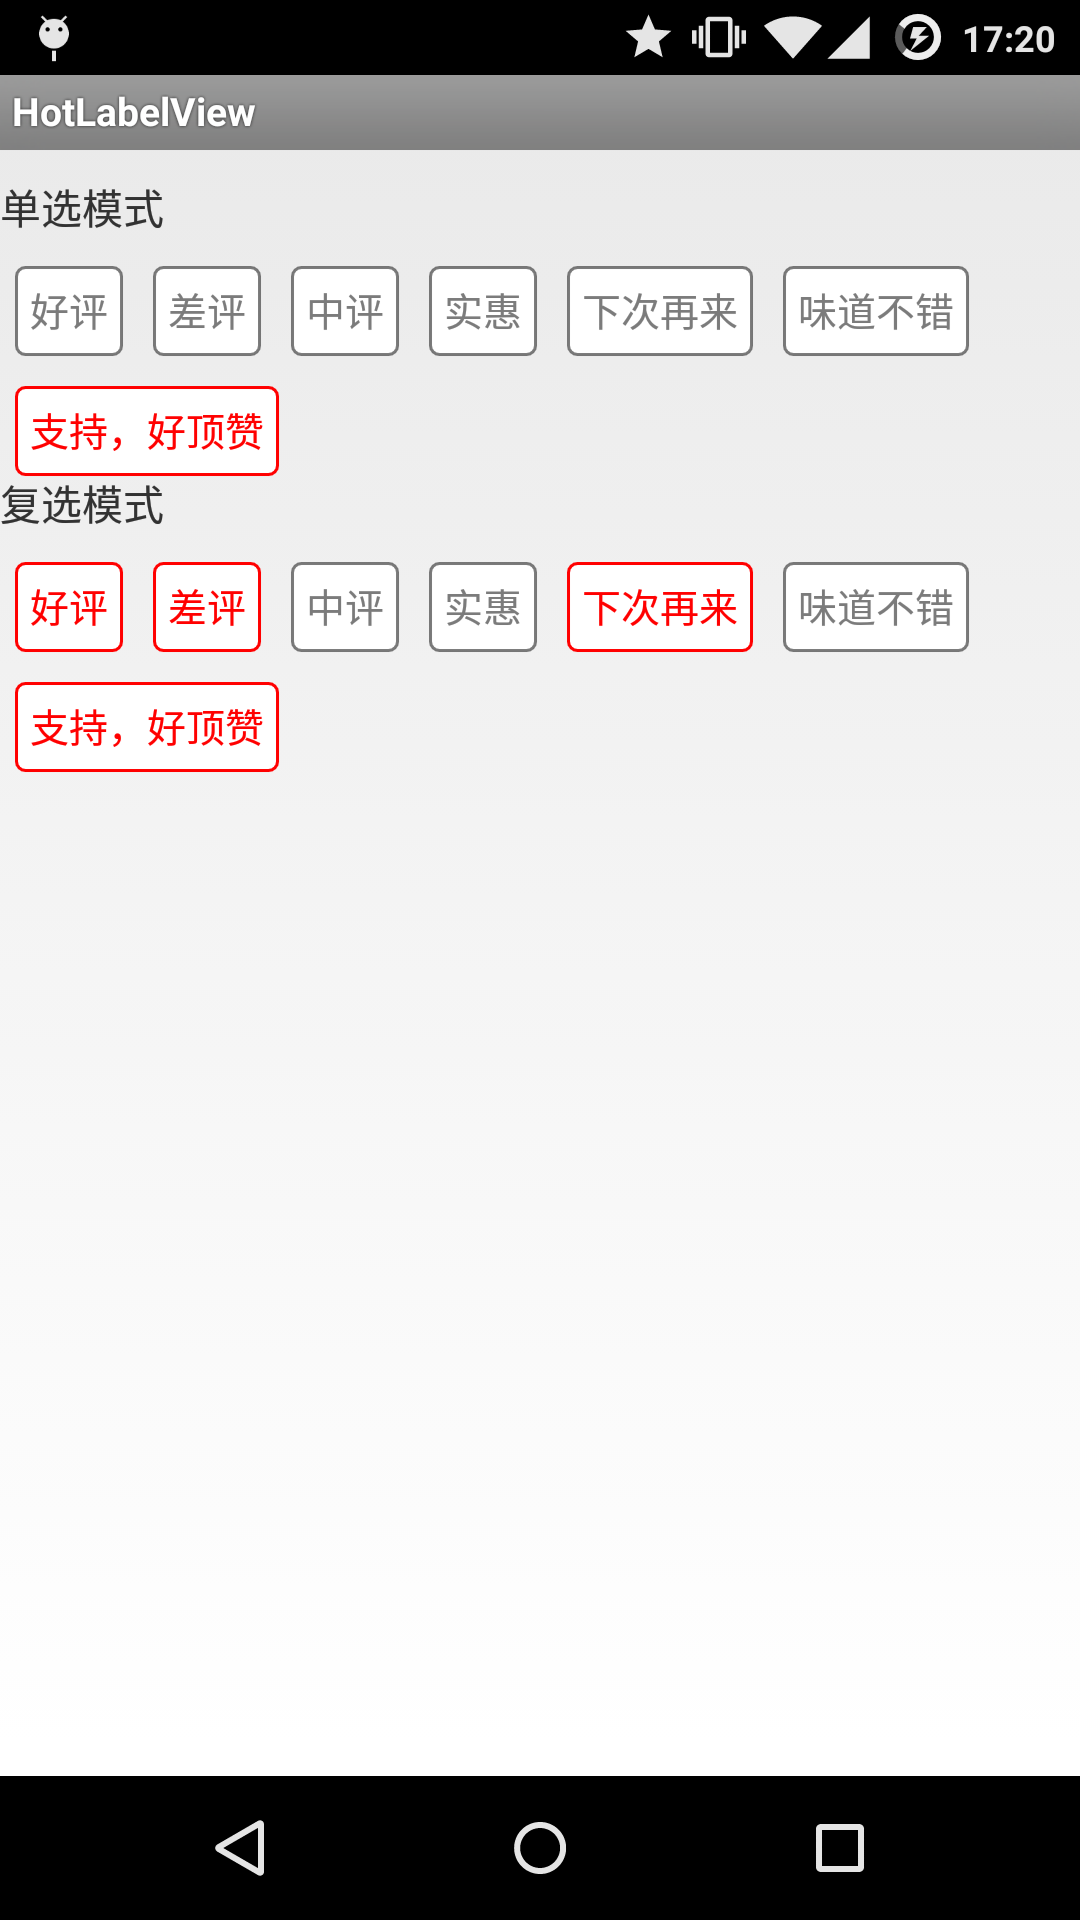 17:20
HotLabelView
单选模式
好评 差评 中评 实惠 下次再来 味道不错
支持，好顶赞
复选模式
好评 差评 中评 实惠 下次再来 味道不错
支持，好顶赞